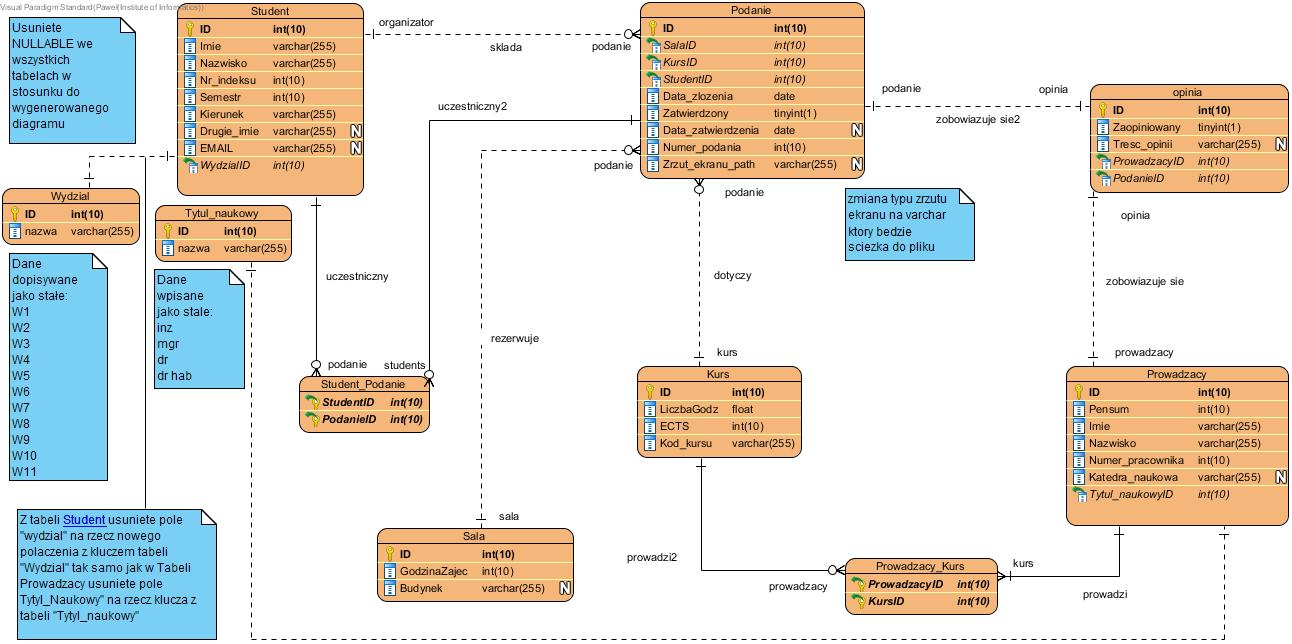 Visual Paradigm Standard(Paweł(Institute of Informatics))
Usuniete
NULLABLE we
wszystkich
tabelach w
stosunku do
wygenerowanego
diagramu
Student
ID int(10)
Imie varchar(255)
Nazwisko varchar(255)
Nr_indeksu int(10)
Semestr int(10)
Kierunek varchar(255)
Drugie_imie varchar(255) N
EMAIL varchar(255) N
WydzialID int(10)
organizator
sklada
podanie
uczestniczny2
podanie
Podanie
ID int(10)
SalaID int(10)
KursID int(10)
StudentID int(10)
Data_zlozenia date
Zatwierdzony tinyint(1)
Data_zatwierdzenia date N
Numer_podania int(10)
Zrzut_ekranu_path varchar(255) N
podanie
opinia
zobowiazuje sie2
opinia
ID int(10)
Zaopiniowany tinyint(1)
Tresc_opinii varchar(255) N
ProwadzacyID int(10)
PodanieID int(10)
Wydzial
ID int(10)
nazwa varchar(255)
Tytul_naukowy
ID int(10)
nazwa varchar(255)
podanie
zmiana typu zrzutu
ekranu na varchar
ktory bedzie
sciezka do pliku
opinia
Dane
dopisywane
jako stałe:
W1
W2
W3
W4
W5
W6
W7
W8
W9
W10
W11
Dane
wpisane
jako stale:
inz
mgr
dr
dr hab
uczestniczny
dotyczy
zobowiazuje sie
rezerwuje
podanie
students
kurs
prowadzacy
Student_Podanie
StudentID int(10)
PodanieID int(10)
Kurs
ID int(10)
LiczbaGodz float
ECTS int(10)
Kod_kursu varchar(255)
Prowadzacy
ID int(10)
Pensum int(10)
Imie varchar(255)
Nazwisko varchar(255)
Numer_pracownika int(10)
Katedra_naukowa varchar(255) N
Tytul_naukowyID int(10)
Z tabeli Student usuniete pole
"wydzial" na rzecz nowego
polaczenia z kluczem tabeli
"Wydzial" tak samo jak w Tabeli
Prowadzacy usuniete pole
Tytyl_Naukowy" na rzecz klucza z
tabeli "Tytyl_naukowy"
sala
Sala
ID int(10)
GodzinaZajec int(10)
Budynek varchar(255) N
prowadzi2
prowadzacy
Prowadzacy_Kurs
ProwadzacyID int(10)
KursID int(10)
kurs
prowadzi